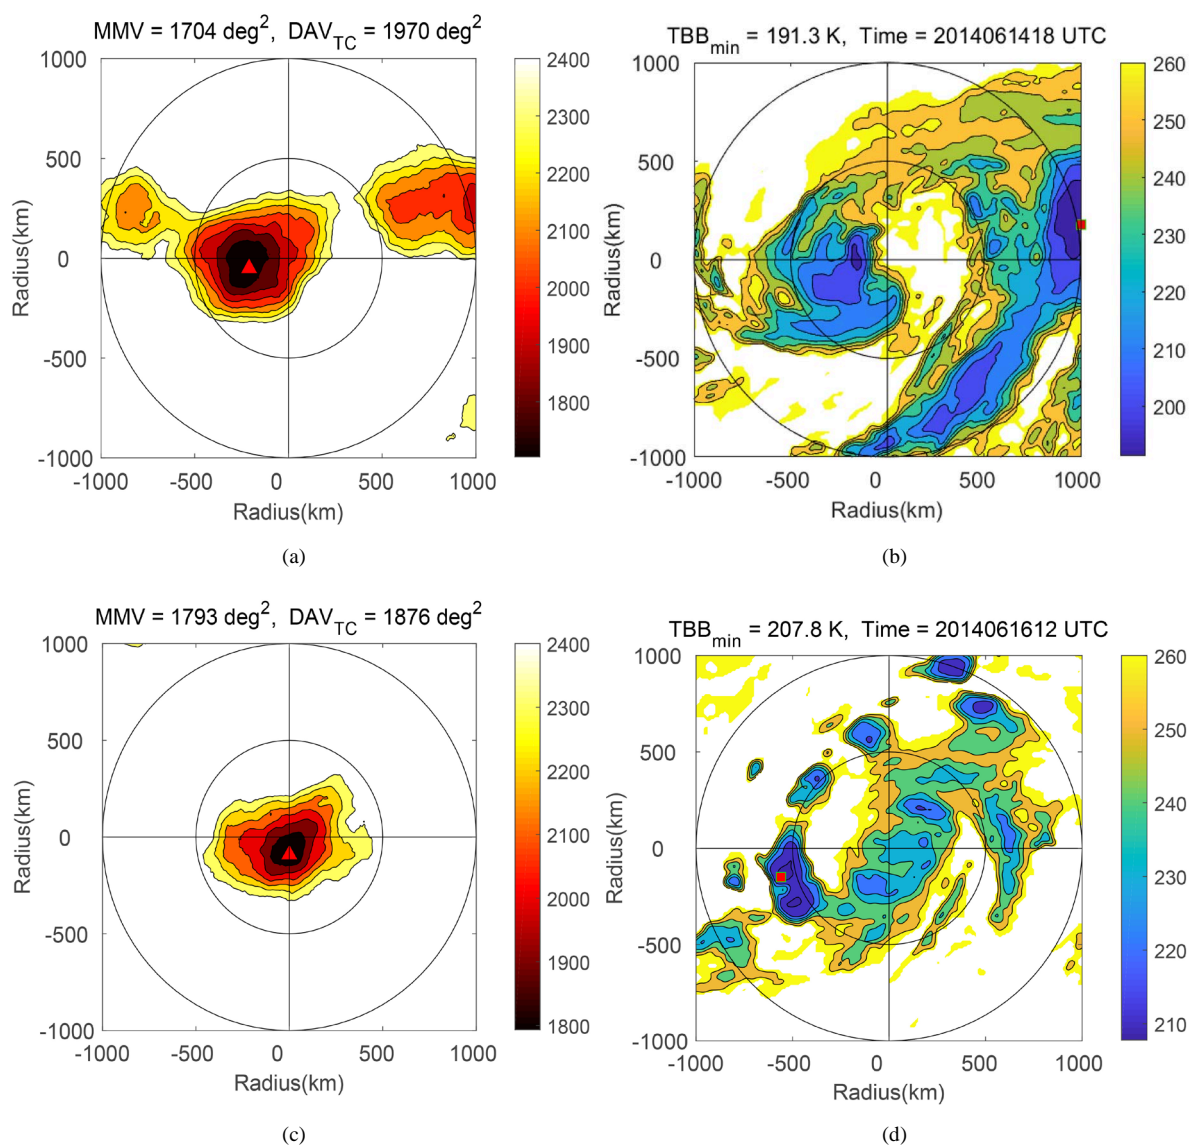 MMV = 1704 deg², DAV_TC = 1970 deg²
2400
2300
2200
2100
2000
1900
1800
1000
500
0
-500
-1000
Radius(km)
-1000 -500 0 500 1000
Radius(km)
(a)
TBB_min = 191.3 K, Time = 2014061418 UTC
260
250
240
230
220
210
200
1000
500
0
-500
-1000
Radius(km)
-1000 -500 0 500 1000
Radius(km)
(b)
MMV = 1793 deg², DAV_TC = 1876 deg²
2400
2300
2200
2100
2000
1900
1800
1000
500
0
-500
-1000
Radius(km)
-1000 -500 0 500 1000
Radius(km)
(c)
TBB_min = 207.8 K, Time = 2014061612 UTC
260
250
240
230
220
210
1000
500
0
-500
-1000
Radius(km)
-1000 -500 0 500 1000
Radius(km)
(d)